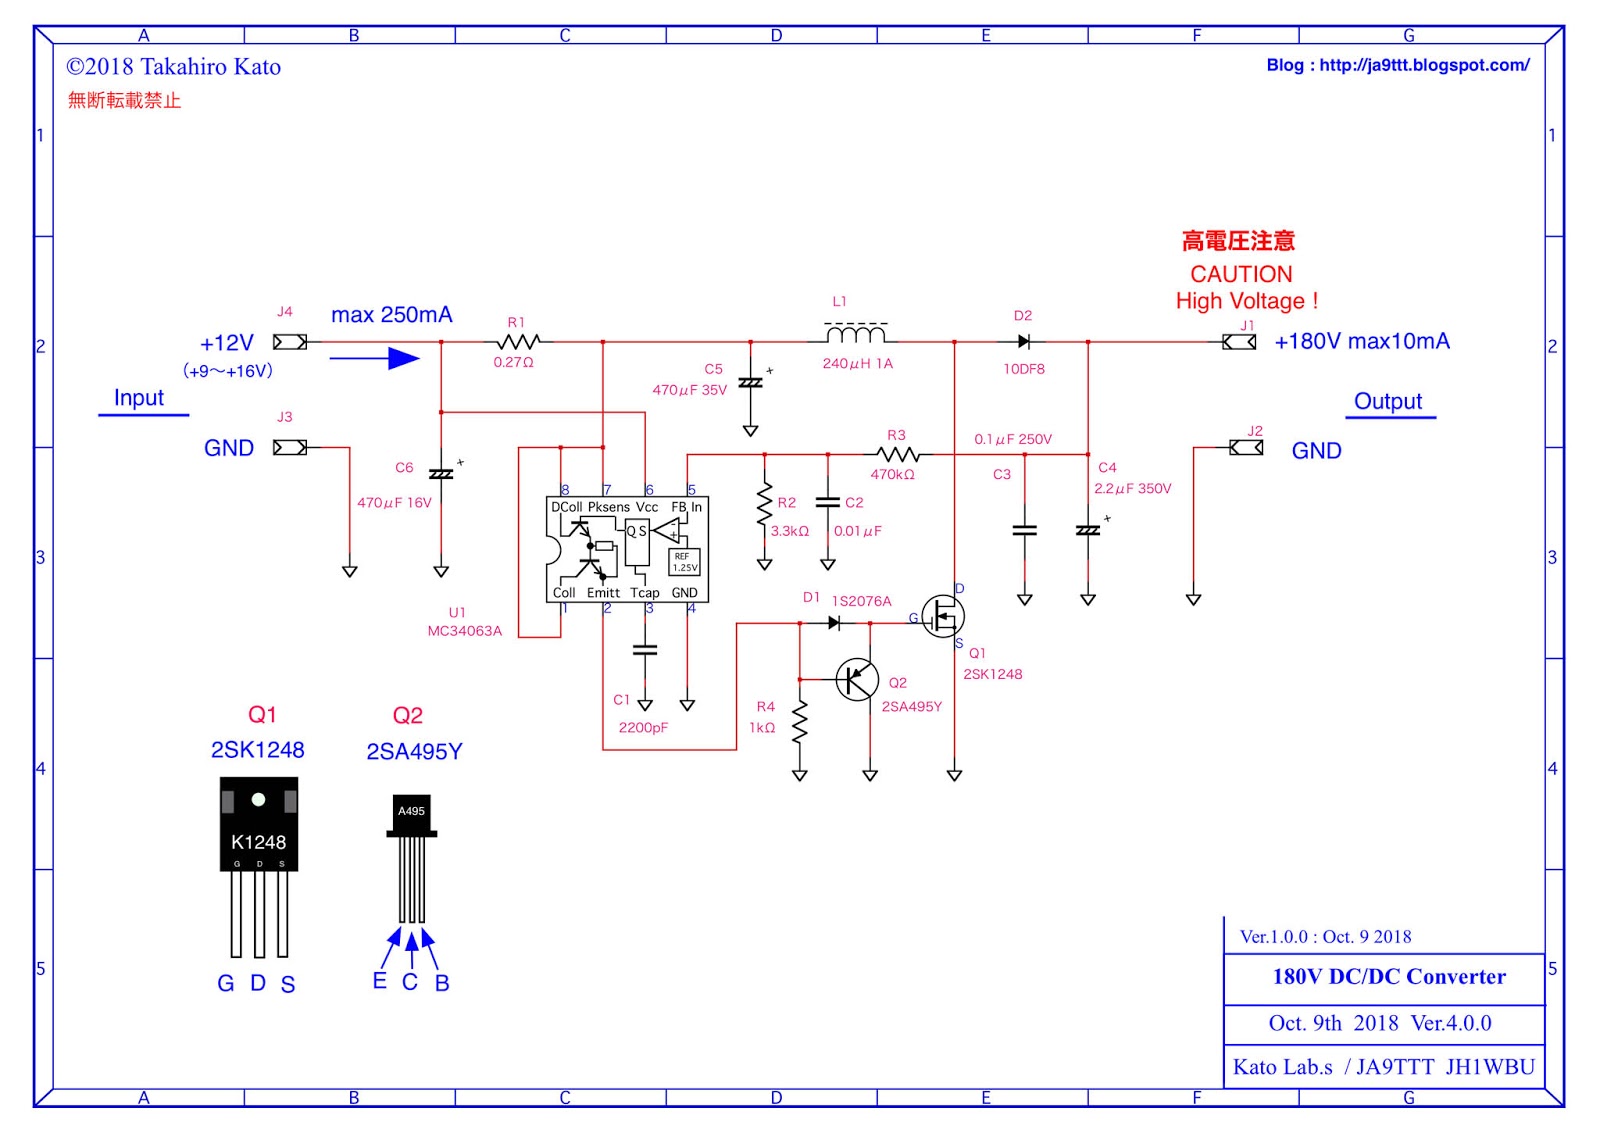 A B C D E F G
©2018 Takahiro Kato
Blog : http://ja9ttt.blogspot.com/
無断転載禁止
1 1
高電圧注意
CAUTION
High Voltage !
J4
max 250mA
R1
0.27Ω
L1
240μH 1A
D2
10DF8
J1
2 2
+12V
(+9～+16V)
+180V max10mA
Input
Output
C5
470μF 35V
+
J3
GND
J2
GND
R3
470kΩ
0.1μF 250V
C3
C4
2.2μF 350V
+
C6
470μF 16V
+
8 7 6 5
DColl Pksens Vcc FB In
Q S
-
+
REF
1.25V
Coll Emitt Tcap GND
1 2 3 4
R2
3.3kΩ
C2
0.01μF
3 3
U1
MC34063A
D1 1S2076A
D
G
S
Q1
2SK1248
C1
2200pF
R4
1kΩ
Q2
2SA495Y
Q1
2SK1248
Q2
2SA495Y
4 4
K1248
G D S
A495
G D S
E C B
5 5
Ver.1.0.0 : Oct. 9 2018
180V DC/DC Converter
Oct. 9th 2018 Ver.4.0.0
Kato Lab.s / JA9TTT JH1WBU
A B C D E F G